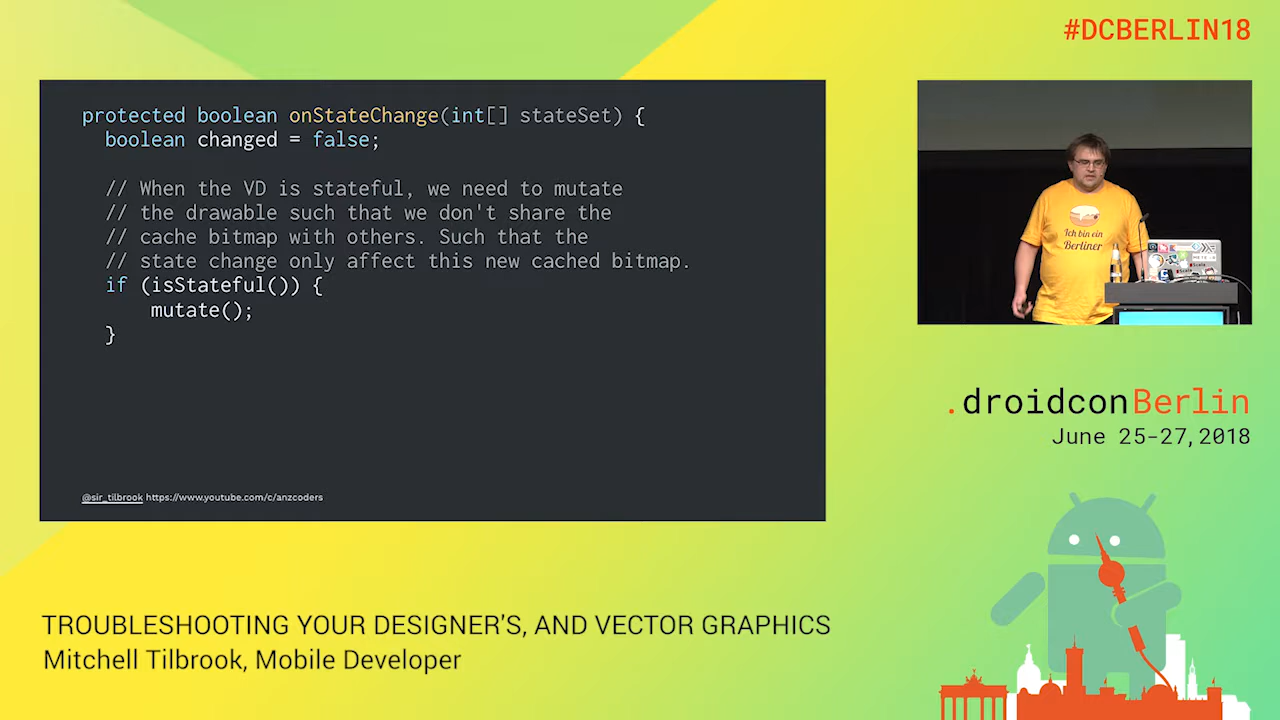 #DCBERLIN18
protected boolean onStateChange(int[] stateSet) {
boolean changed = false;
// When the VD is stateful, we need to mutate
// the drawable such that we don't share the
// cache bitmap with others. Such that the
// state change only affect this new cached bitmap.
if (isStateful()) {
mutate();
}
@sir_tilbrook https://www.youtube.com/c/anzcoders
Ich bin ein
Berliner
.droidconBerlin
June 25-27, 2018
TROUBLESHOOTING YOUR DESIGNER'S, AND VECTOR GRAPHICS
Mitchell Tilbrook, Mobile Developer